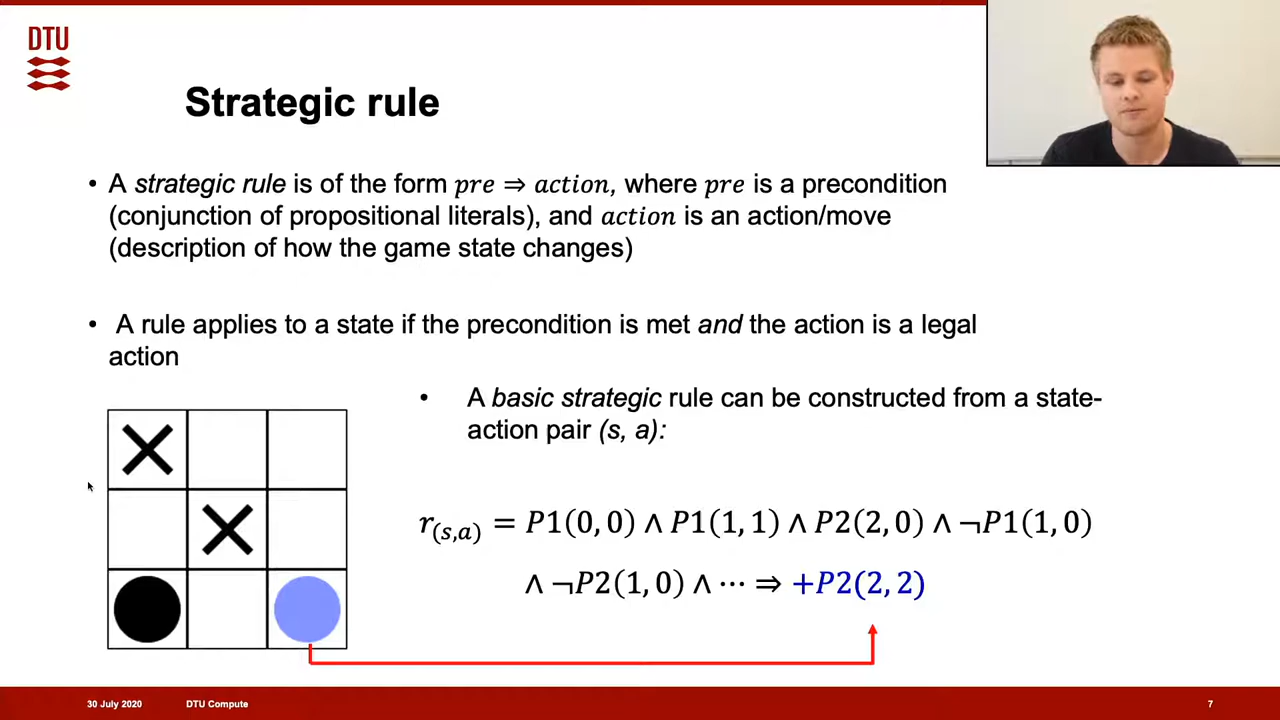 DTU
Strategic rule
• A strategic rule is of the form pre ⇒ action, where pre is a precondition
(conjunction of propositional literals), and action is an action/move
(description of how the game state changes)
• A rule applies to a state if the precondition is met and the action is a legal
action
• A basic strategic rule can be constructed from a state-
action pair (s, a):
r(s,a) = P1(0,0) ∧ P1(1,1) ∧ P2(2,0) ∧ ¬P1(1,0)
∧ ¬P2(1,0) ∧ ⋯ ⇒ +P2(2,2)
30 July 2020 DTU Compute 7